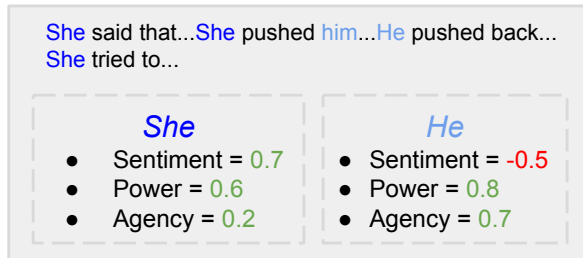 She said that...She pushed him...He pushed back...
She tried to...
She
● Sentiment = 0.7
● Power = 0.6
● Agency = 0.2
He
● Sentiment = -0.5
● Power = 0.8
● Agency = 0.7